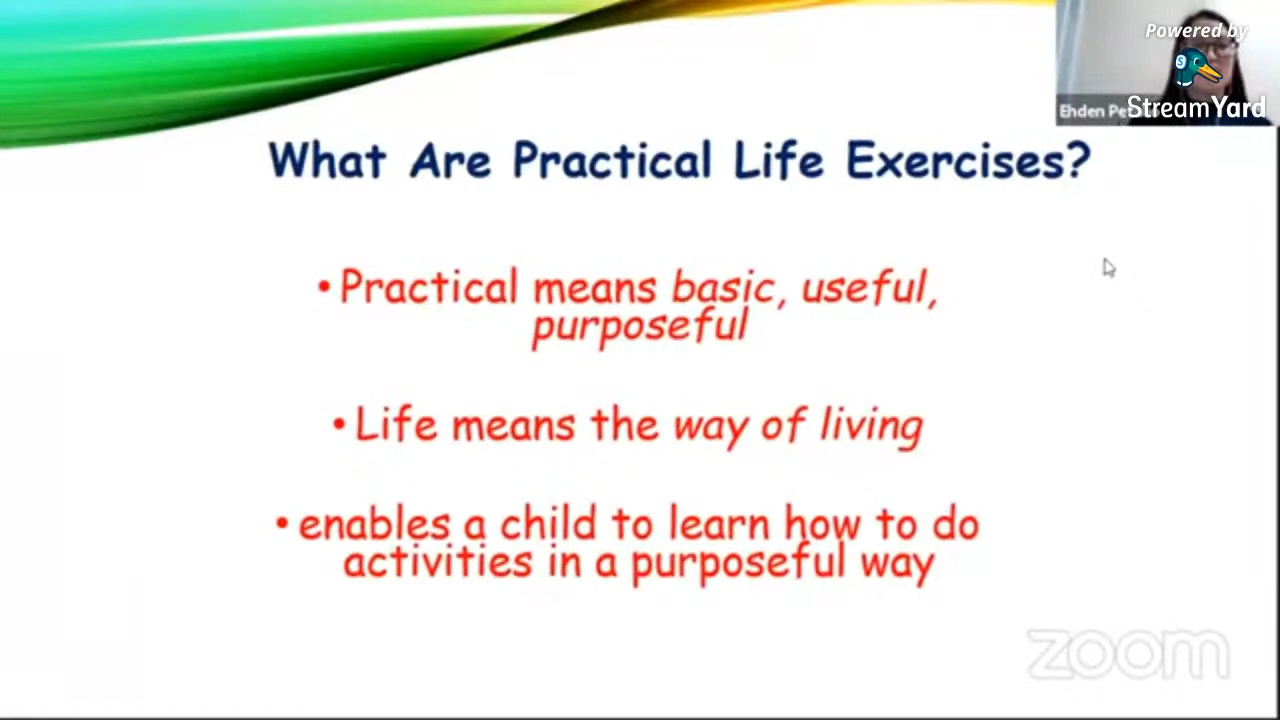 Powered by
StreamYard
Ehden
What Are Practical Life Exercises?
• Practical means basic, useful,
purposeful
• Life means the way of living
• enables a child to learn how to do
activities in a purposeful way
zoom